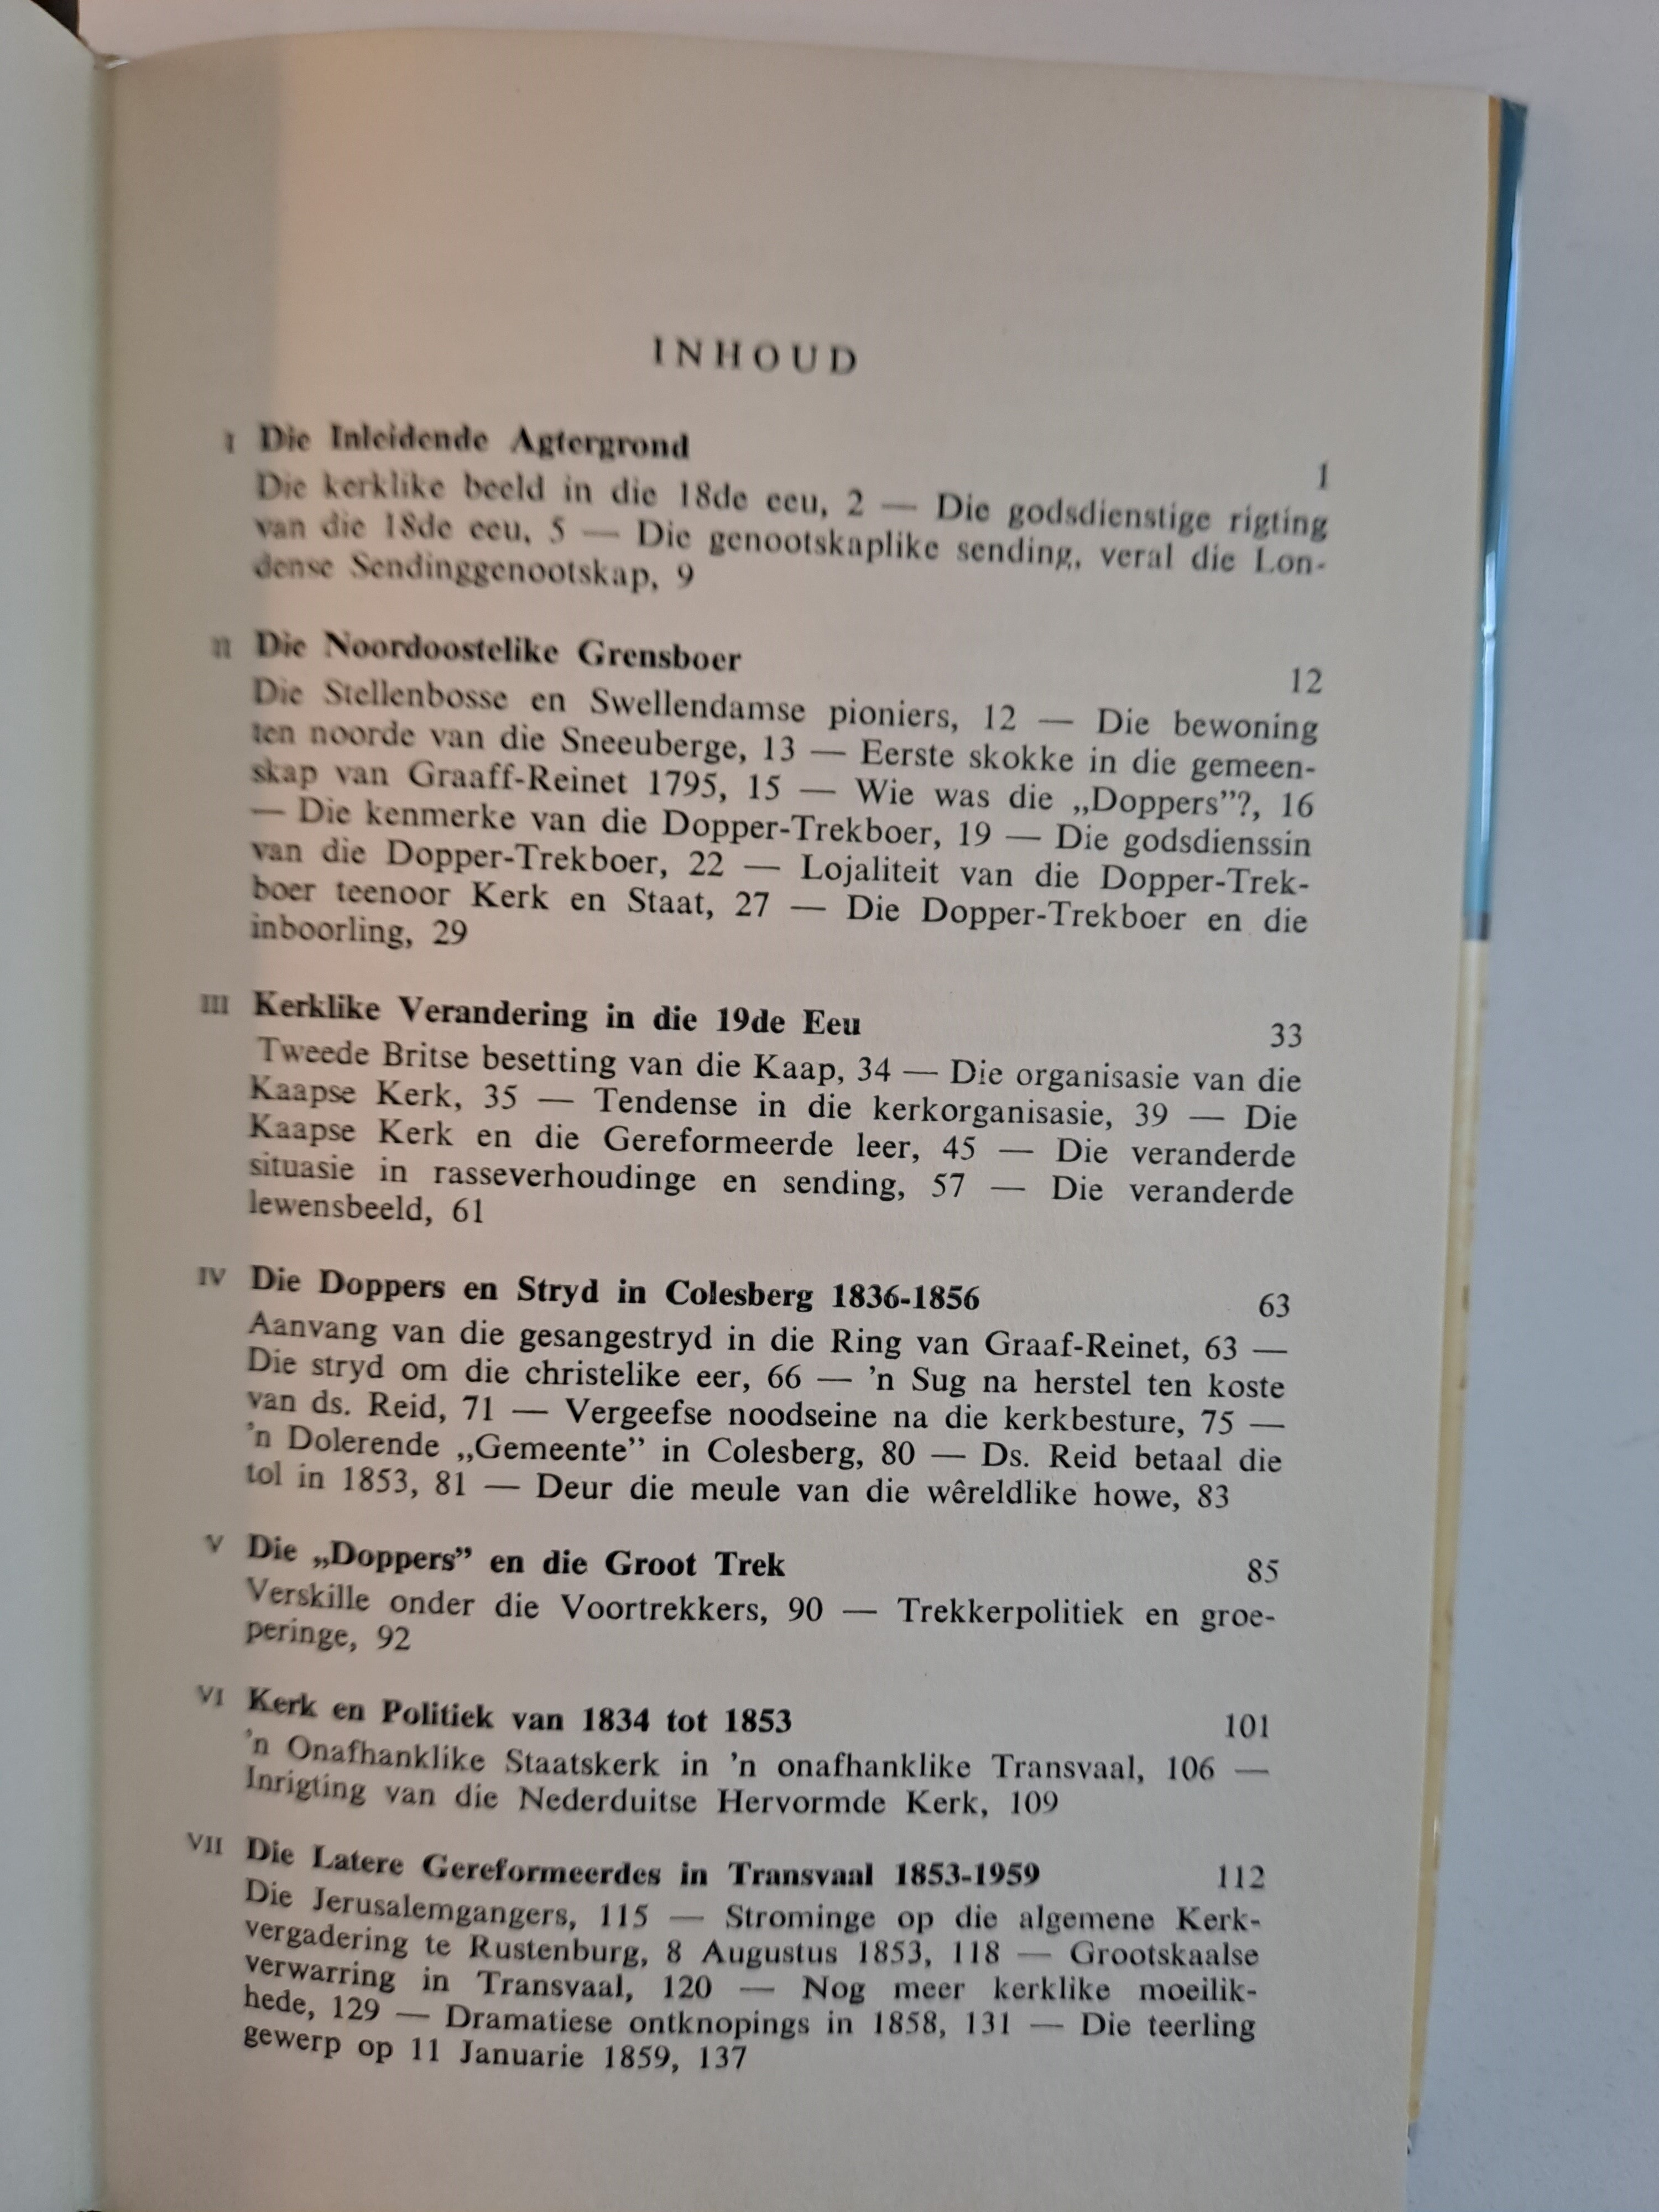 INHOUD
I Die Inleidende Agtergrond 1
Die kerklike beeld in die 18de eeu, 2 — Die godsdienstige rigting
van die 18de eeu, 5 — Die genootskaplike sending, veral die Lon-
dense Sendinggenootskap, 9
II Die Noordoostelike Grensboer 12
Die Stellenbosse en Swellendamse pioniers, 12 — Die bewoning
ten noorde van die Sneeuberge, 13 — Eerste skokke in die gemeen-
skap van Graaff-Reinet 1795, 15 — Wie was die „Doppers”?, 16
— Die kenmerke van die Dopper-Trekboer, 19 — Die godsdienssin
van die Dopper-Trekboer, 22 — Lojaliteit van die Dopper-Trek-
boer teenoor Kerk en Staat, 27 — Die Dopper-Trekboer en die
inboorling, 29
III Kerklike Verandering in die 19de Eeu 33
Tweede Britse besetting van die Kaap, 34 — Die organisasie van die
Kaapse Kerk, 35 — Tendense in die kerkorganisasie, 39 — Die
Kaapse Kerk en die Gereformeerde leer, 45 — Die veranderde
situasie in rasseverhoudinge en sending, 57 — Die veranderde
lewensbeeld, 61
IV Die Doppers en Stryd in Colesberg 1836-1856 63
Aanvang van die gesangestryd in die Ring van Graaf-Reinet, 63 —
Die stryd om die christelike eer, 66 — ’n Sug na herstel ten koste
van ds. Reid, 71 — Vergeefse noodseine na die kerkbesture, 75 —
’n Dolerende „Gemeente” in Colesberg, 80 — Ds. Reid betaal die
tol in 1853, 81 — Deur die meule van die wêreldlike howe, 83
V Die „Doppers” en die Groot Trek 85
Verskille onder die Voortrekkers, 90 — Trekkerpolitiek en groe-
peringe, 92
VI Kerk en Politiek van 1834 tot 1853 101
’n Onafhanklike Staatskerk in ’n onafhanklike Transvaal, 106 —
Inrigting van die Nederduitse Hervormde Kerk, 109
VII Die Latere Gereformeerdes in Transvaal 1853-1959 112
Die Jerusalemgangers, 115 — Strominge op die algemene Kerk-
vergadering te Rustenburg, 8 Augustus 1853, 118 — Grootskaalse
verwarring in Transvaal, 120 — Nog meer kerklike moeilik-
hede, 129 — Dramatiese ontknopings in 1858, 131 — Die teerling
gewerp op 11 Januarie 1859, 137